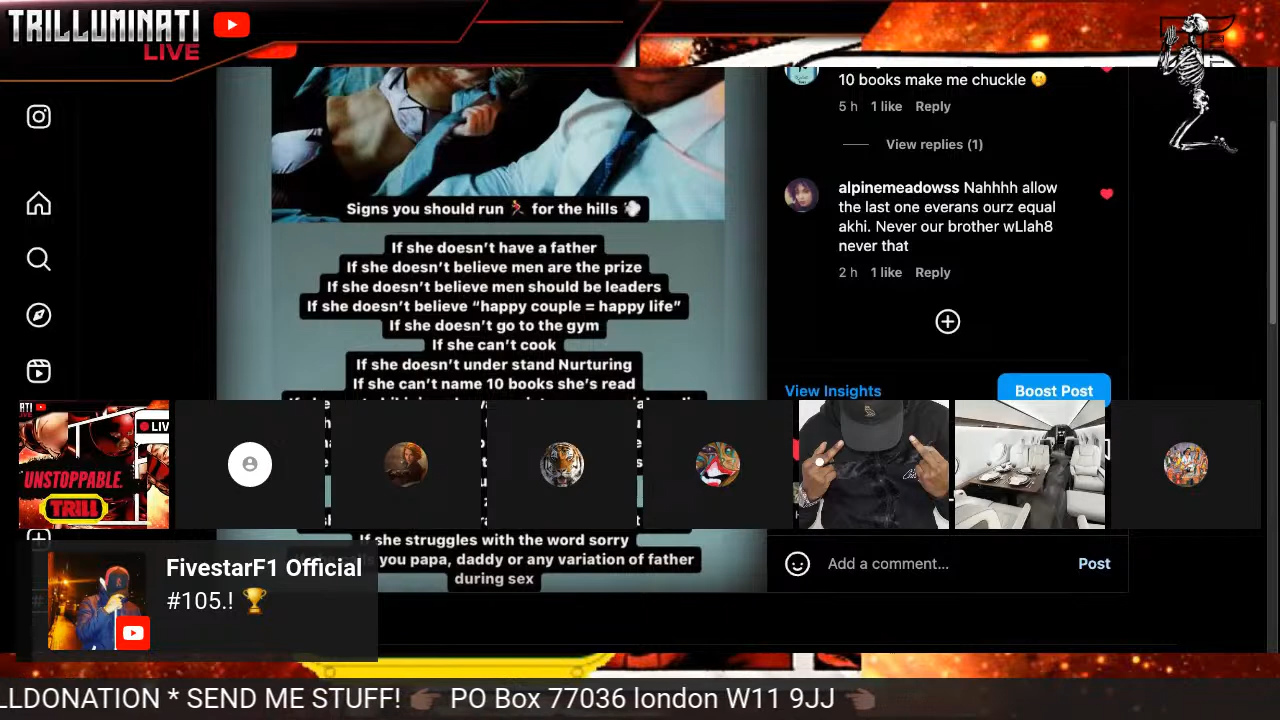 TRILLUMINATI
LIVE
10 books make me chuckle 🤭
5 h 1 like Reply
View replies (1)
alpinemeadowss Nahhhh allow
the last one everans ourz equal
akhi. Never our brother wLlah8
never that
2 h 1 like Reply
Signs you should run 🏃 for the hills 💨
If she doesn’t have a father
If she doesn’t believe men are the prize
If she doesn’t believe men should be leaders
If she doesn’t believe “happy couple = happy life”
If she doesn’t go to the gym
If she can’t cook
If she doesn’t under stand Nurturing
If she can’t name 10 books she’s read
View Insights
Boost Post
LIV
UNSTOPPABLE.
TRILL
If she struggles with the word sorry
you papa, daddy or any variation of father
during sex
Add a comment...
Post
FivestarF1 Official
#105.! 🏆
LLDONATION * SEND ME STUFF! PO Box 77036 london W11 9JJ